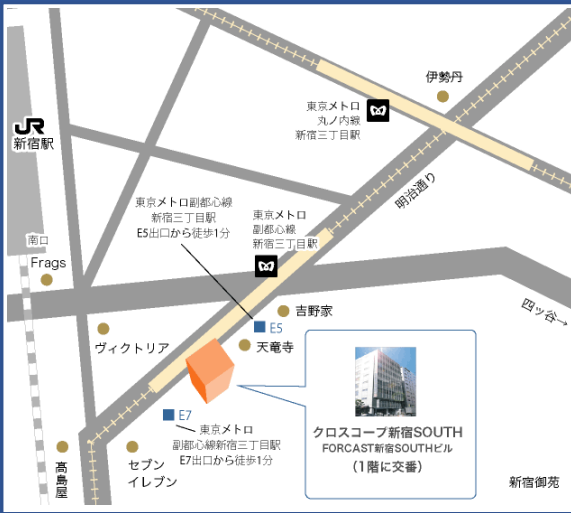 伊勢丹
東京メトロ
丸ノ内線
新宿三丁目駅
JR
新宿駅
明治通り
東京メトロ副都心線
新宿三丁目駅
E5出口から徒歩1分
東京メトロ
副都心線
新宿三丁目駅
南口
Frags
吉野家
四ッ谷→
E5
ヴィクトリア
天竜寺
E7
東京メトロ
副都心線新宿三丁目駅
E7出口から徒歩1分
クロスコープ新宿SOUTH
FORCAST新宿SOUTHビル
(1階に交番)
高島屋
セブン
イレブン
新宿御苑